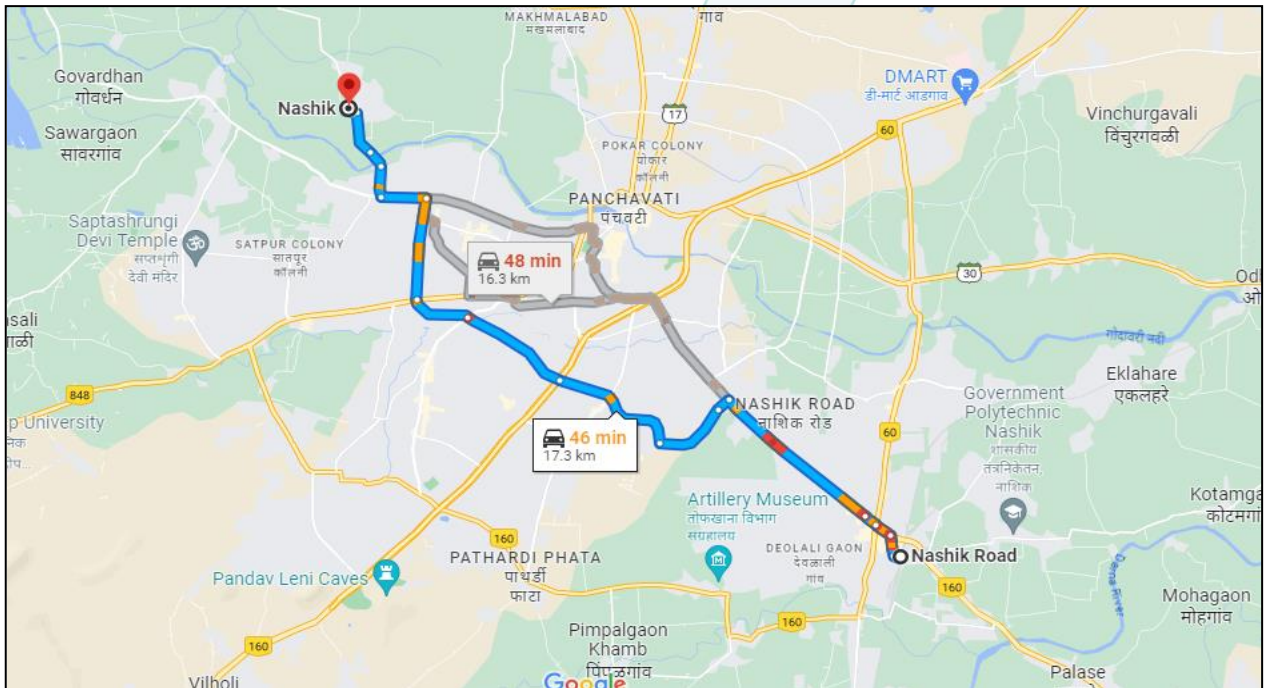 MAKHMALABAD
मखमलाबाद
गाव
Govardhan
गोवर्धन
Nashik
DMART
डी-मार्ट आडगाव
17
60
Vinchurgavali
विंचुरगवळी
Sawargaon
सावरगांव
POKAR COLONY
पोकार
कॉलनी
PANCHAVATI
पंचवटी
Saptashrungi
Devi Temple
सप्तशृंगी
देवी मंदिर
SATPUR COLONY
सातपूर
कॉलनी
48 min
16.3 km
30
गोदावरी नदी
848
Eklahare
एकलहरे
Government
Polytechnic
Nashik
शासकीय
तंत्रनिकेतन,
नाशिक
NASHIK ROAD
नाशिक रोड
60
46 min
17.3 km
Artillery Museum
तोफखाना विभाग
संग्रहालय
DEOLALI GAON
देवळाली
गांव
Nashik Road
160
PATHARDI PHATA
पाथर्डी
फाटा
Pandav Leni Caves
160
160
160
Darna River
Mohagaon
मोहगांव
Pimpalgaon
Khamb
पिंपळगांव
Palase
Vilholi
Google